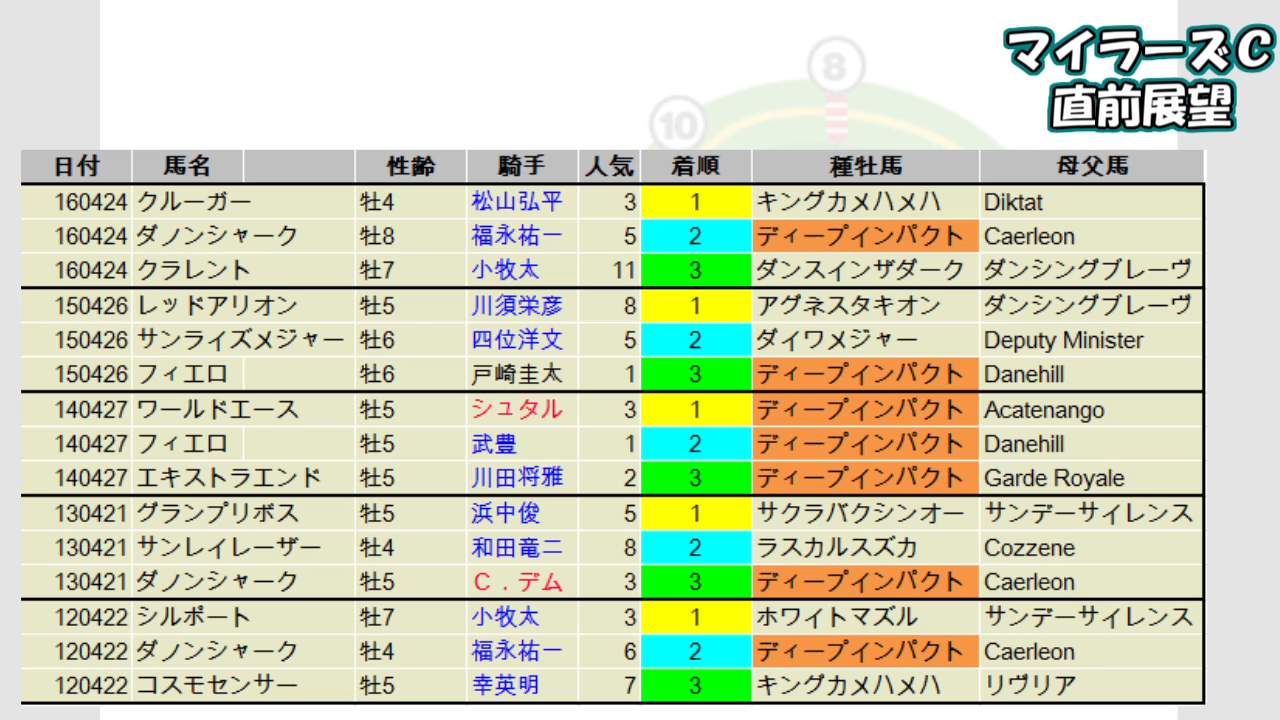 マイラーズC
直前展望
8
10
日付 馬名 性齢 騎手 人気 着順 種牡馬 母父馬
160424 クルーガー 牡4 松山弘平 3 1 キングカメハメハ Diktat
160424 ダノンシャーク 牡8 福永祐一 5 2 ディープインパクト Caerleon
160424 クラレント 牡7 小牧太 11 3 ダンスインザダーク ダンシングブレーヴ
150426 レッドアリオン 牡5 川須栄彦 8 1 アグネスタキオン ダンシングブレーヴ
150426 サンライズメジャー 牡6 四位洋文 5 2 ダイワメジャー Deputy Minister
150426 フィエロ 牡6 戸崎圭太 1 3 ディープインパクト Danehill
140427 ワールドエース 牡5 シュタル 3 1 ディープインパクト Acatenango
140427 フィエロ 牡5 武豊 1 2 ディープインパクト Danehill
140427 エキストラエンド 牡5 川田将雅 2 3 ディープインパクト Garde Royale
130421 グランプリボス 牡5 浜中俊 5 1 サクラバクシンオー サンデーサイレンス
130421 サンレイレーザー 牡4 和田竜二 8 2 ラスカルスズカ Cozzene
130421 ダノンシャーク 牡5 C．デム 3 3 ディープインパクト Caerleon
120422 シルポート 牡7 小牧太 3 1 ホワイトマズル サンデーサイレンス
120422 ダノンシャーク 牡4 福永祐一 6 2 ディープインパクト Caerleon
120422 コスモセンサー 牡5 幸英明 7 3 キングカメハメハ リヴリア